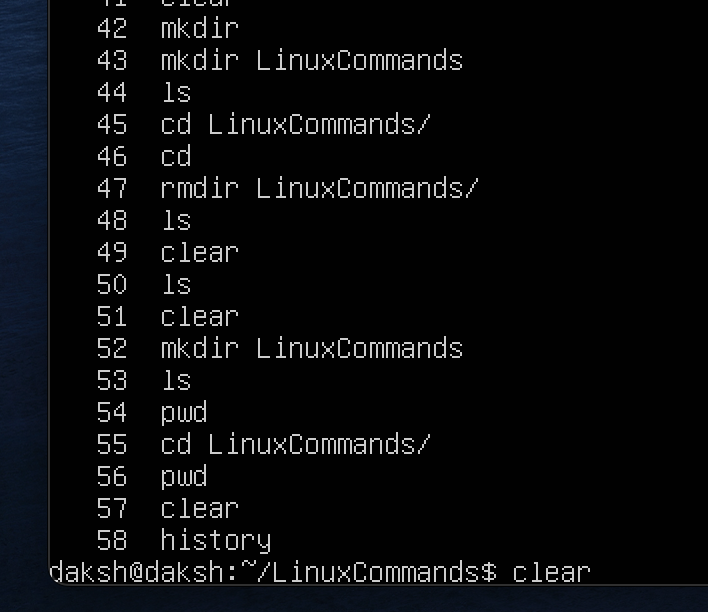 42 mkdir
43 mkdir LinuxCommands
44 ls
45 cd LinuxCommands/
46 cd
47 rmdir LinuxCommands/
48 ls
49 clear
50 ls
51 clear
52 mkdir LinuxCommands
53 ls
54 pwd
55 cd LinuxCommands/
56 pwd
57 clear
58 history
daksh@daksh:~/LinuxCommands$ clear